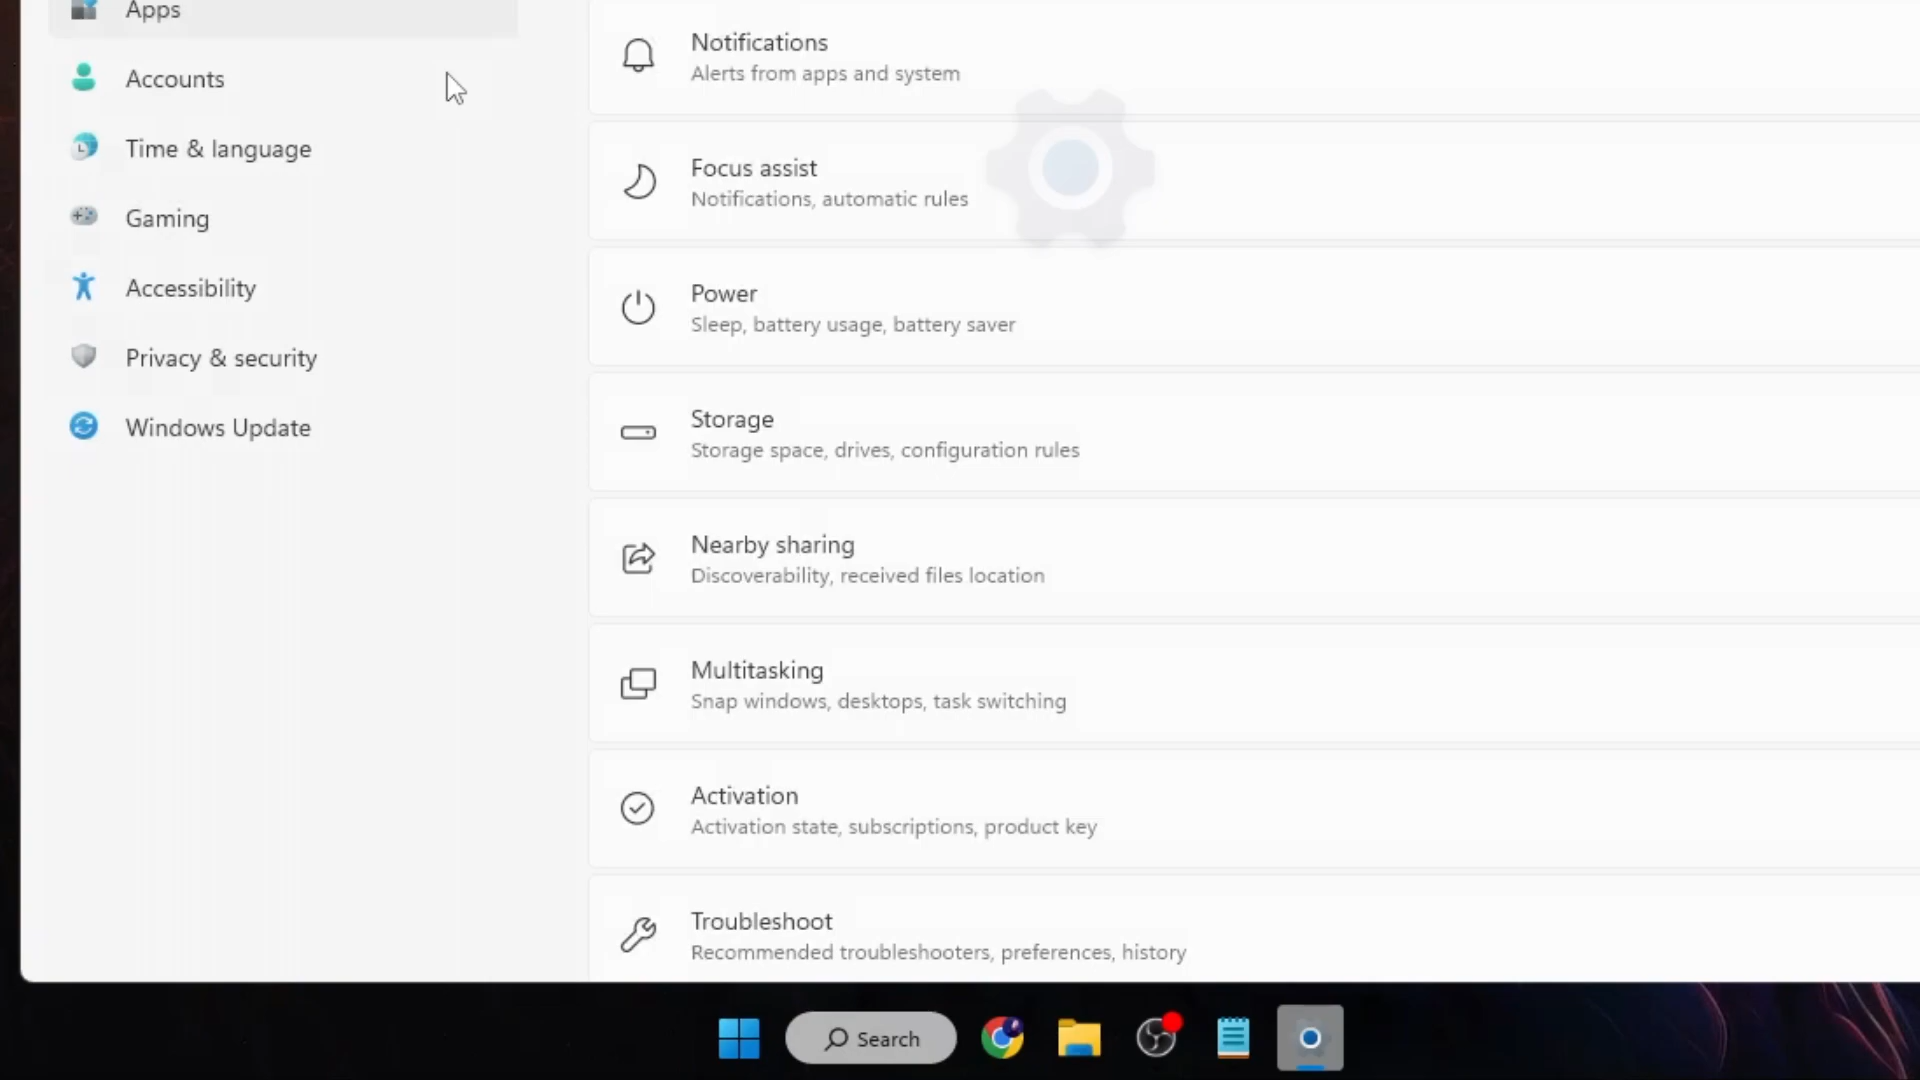 Apps
Accounts
Time & language
Gaming
Accessibility
Privacy & security
Windows Update
Notifications
Alerts from apps and system
Focus assist
Notifications, automatic rules
Power
Sleep, battery usage, battery saver
Storage
Storage space, drives, configuration rules
Nearby sharing
Discoverability, received files location
Multitasking
Snap windows, desktops, task switching
Activation
Activation state, subscriptions, product key
Troubleshoot
Recommended troubleshooters, preferences, history
Search